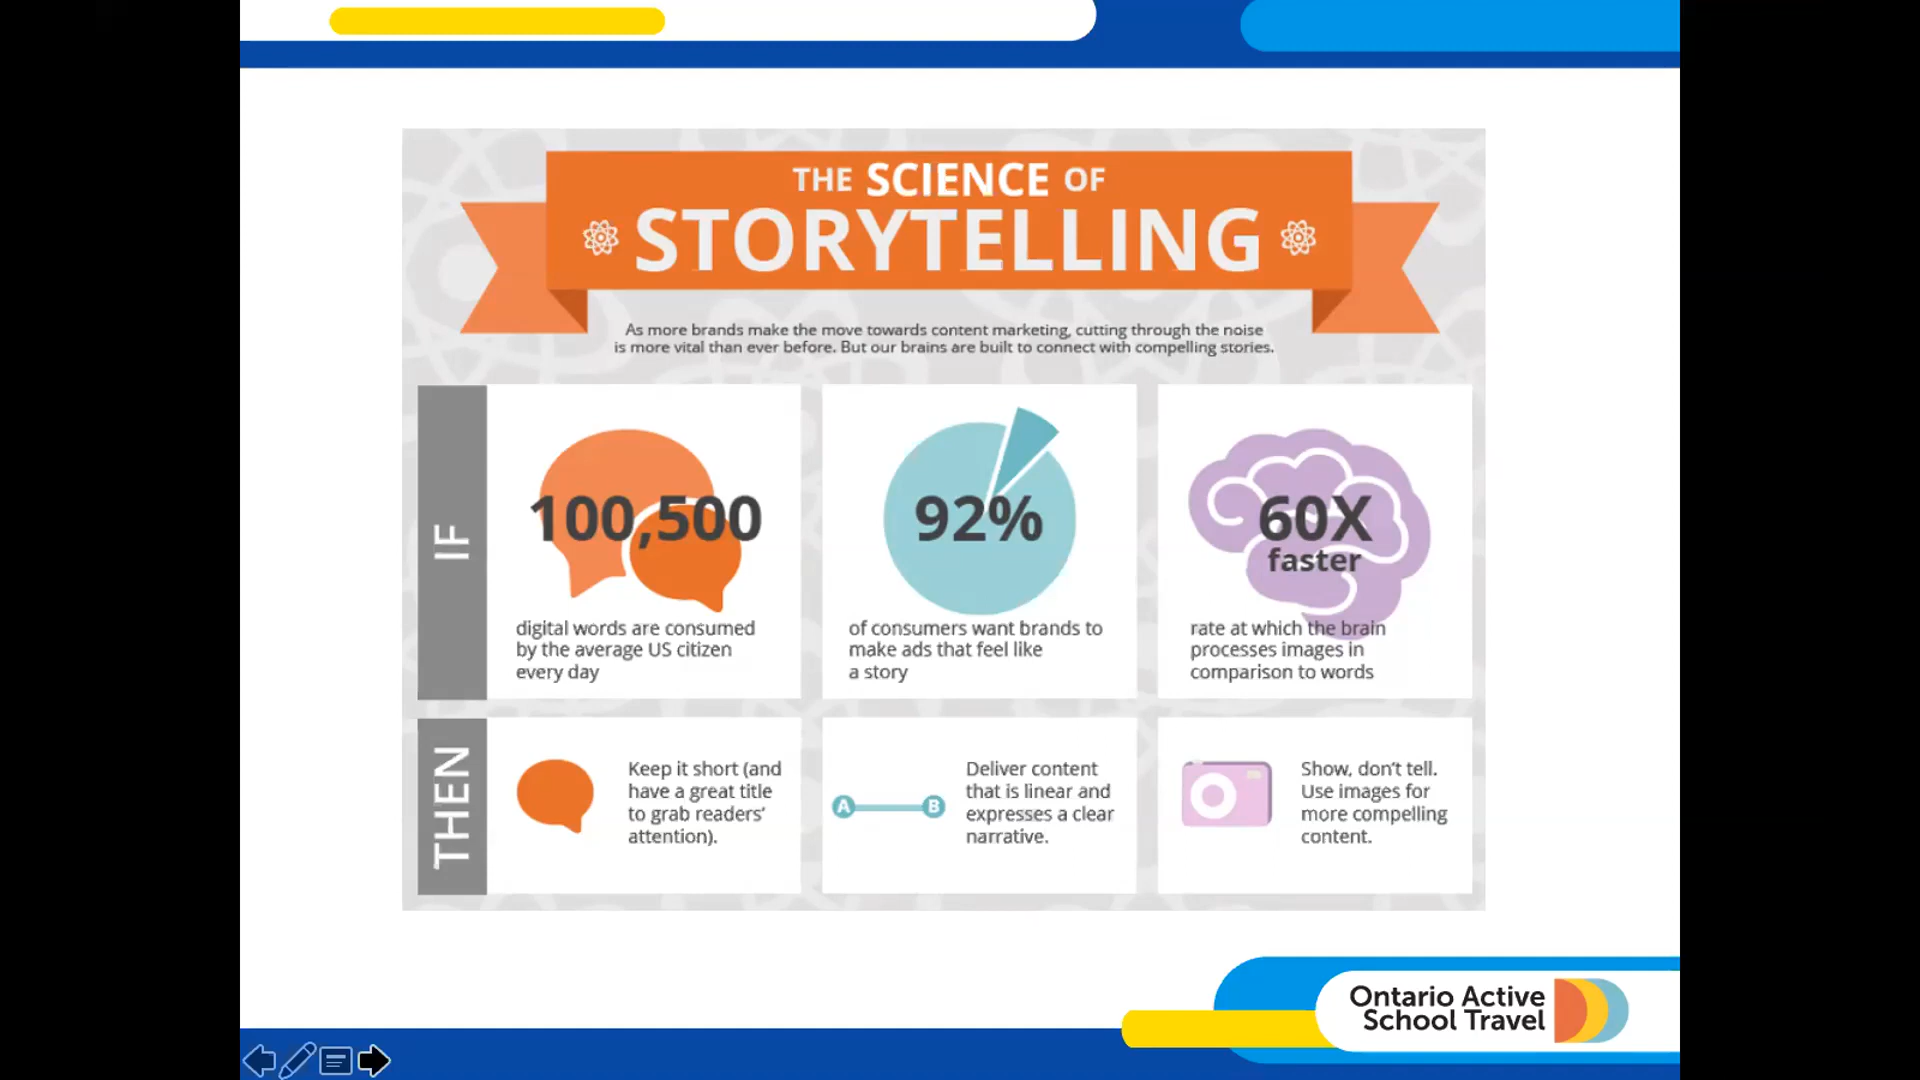 THE SCIENCE OF
STORYTELLING
As more brands make the move towards content marketing, cutting through the noise
is more vital than ever before. But our brains are built to connect with compelling stories.
IF
100,500
digital words are consumed
by the average US citizen
every day
92%
of consumers want brands to
make ads that feel like
a story
60X
faster
rate at which the brain
processes images in
comparison to words
THEN
Keep it short (and
have a great title
to grab readers'
attention).
A
B
Deliver content
that is linear and
expresses a clear
narrative.
Show, don't tell.
Use images for
more compelling
content.
Ontario Active
School Travel